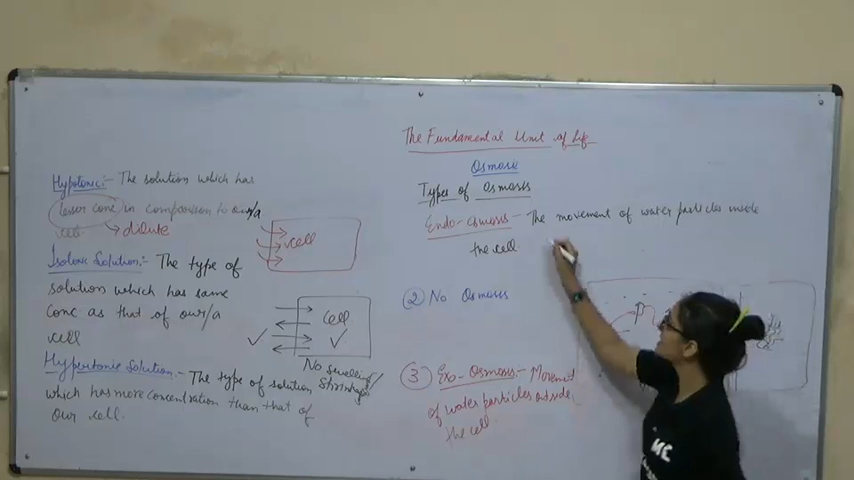 Hypotonic:- The solution which has
lesser conc in comparison to our/a
cell → dilute
cell
Isotonic Solution:- The type of
solution which has same
conc as that of our/a
cell
Cell
No swelling
Shrinkage
Hypertonic Solution:- The type of solution
which has more concentration than that of
our cell.
The Fundamental Unit of life
Osmosis
Types of Osmosis
Endo-osmosis - The movement of water particles inside
the cell
② No Osmosis
③ Exo-Osmosis:- Movement
of water particles outside
the cell.
MC